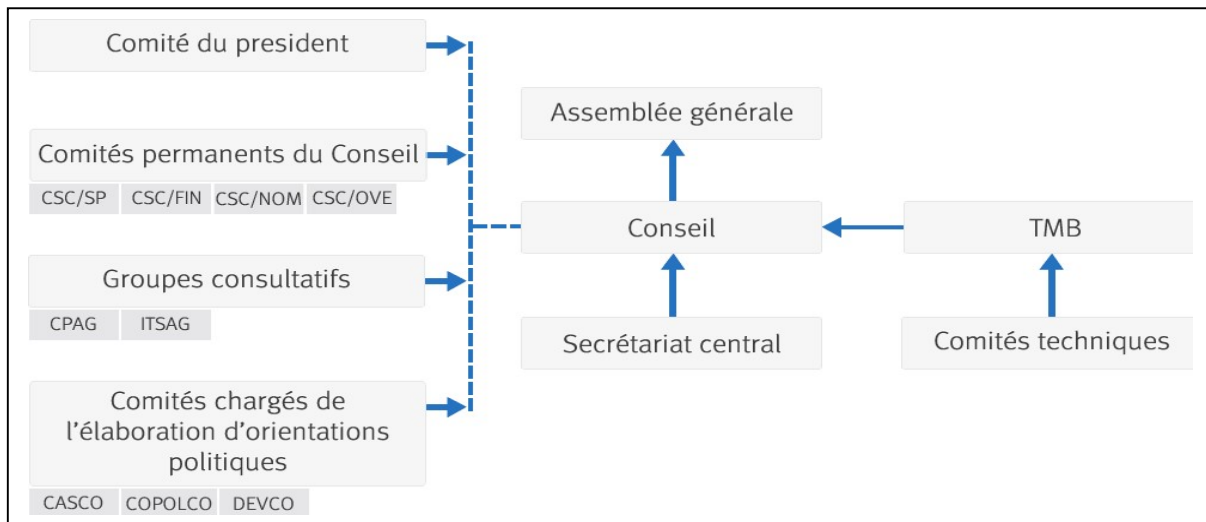 Comité du president
Comités permanents du Conseil
CSC/SP CSC/FIN CSC/NOM CSC/OVE
Groupes consultatifs
CPAG ITSAG
Comités chargés de
l'élaboration d'orientations
politiques
CASCO COPOLCO DEVCO
Assemblée générale
Conseil
Secrétariat central
TMB
Comités techniques